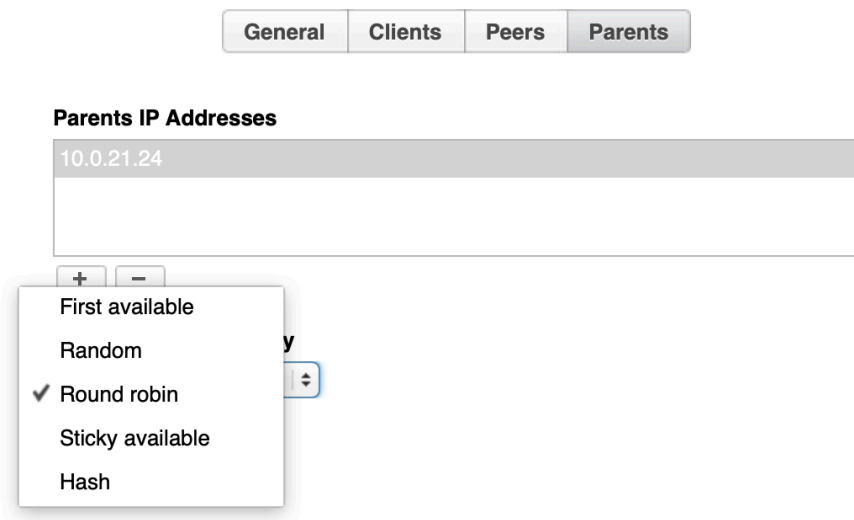 General Clients Peers Parents
Parents IP Addresses
10.0.21.24
+ −
First available
y
Random
✓ Round robin
Sticky available
Hash